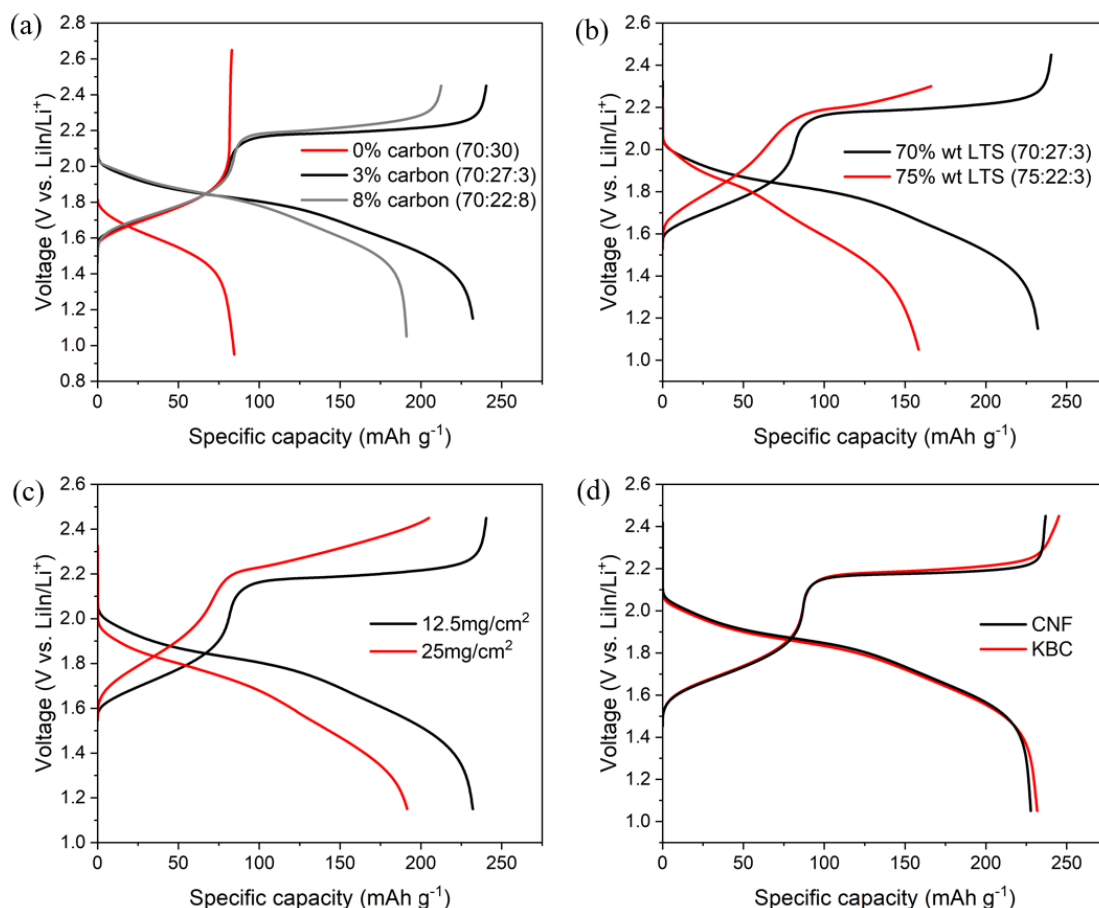 (a)
2.8
2.6
2.4
2.2
2.0
1.8
1.6
1.4
1.2
1.0
0.8
Voltage (V vs. LiIn/Li⁺)
0% carbon (70:30)
3% carbon (70:27:3)
8% carbon (70:22:8)
0 50 100 150 200 250
Specific capacity (mAh g⁻¹)
(b)
2.6
2.4
2.2
2.0
1.8
1.6
1.4
1.2
1.0
Voltage (V vs. LiIn/Li⁺)
70% wt LTS (70:27:3)
75% wt LTS (75:22:3)
0 50 100 150 200 250
Specific capacity (mAh g⁻¹)
(c)
2.6
2.4
2.2
2.0
1.8
1.6
1.4
1.2
1.0
Voltage (V vs. LiIn/Li⁺)
12.5mg/cm²
25mg/cm²
0 50 100 150 200 250
Specific capacity (mAh g⁻¹)
(d)
2.6
2.4
2.2
2.0
1.8
1.6
1.4
1.2
1.0
Voltage (V vs. LiIn/Li⁺)
CNF
KBC
0 50 100 150 200 250
Specific capacity (mAh g⁻¹)